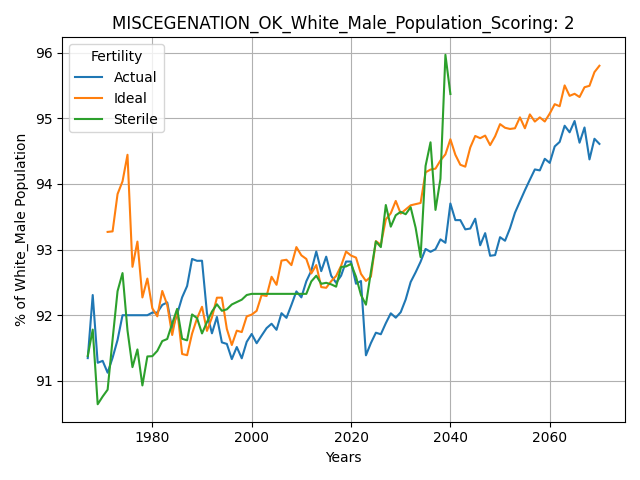 MISCEGENATION_OK_White_Male_Population_Scoring: 2
% of White_Male Population
96
95
94
93
92
91
Fertility
Actual
Ideal
Sterile
1980
2000
2020
2040
2060
Years